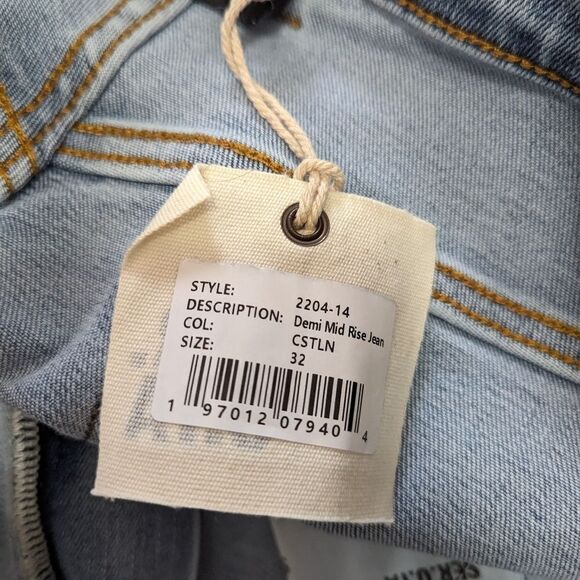 STYLE: 2204-14
DESCRIPTION: Demi Mid Rise Jean
COL: CSTLN
SIZE: 32
1 97012 07940 4